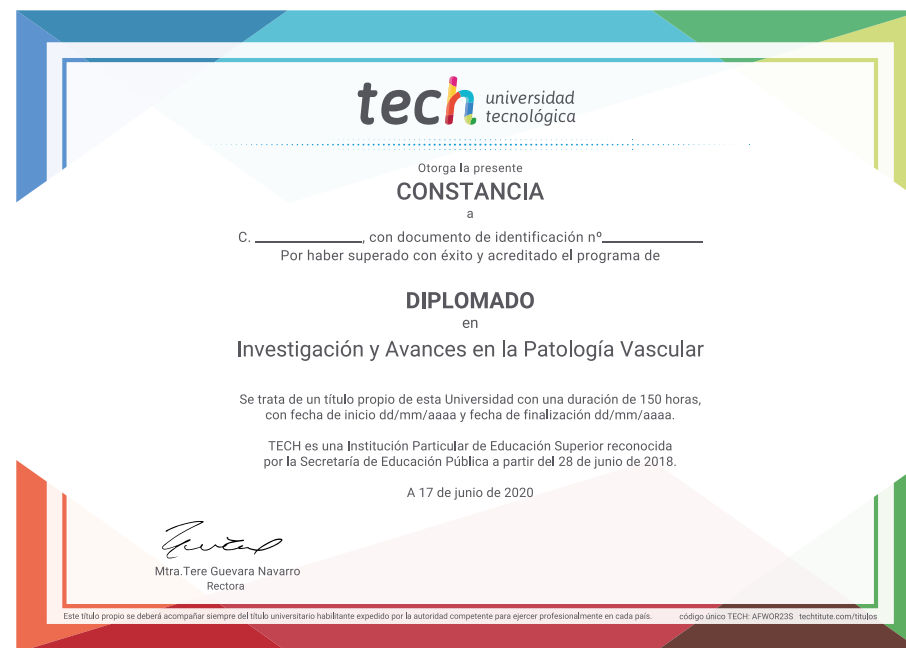 tech universidad
tecnológica
Otorga la presente
CONSTANCIA
a
C. ______________, con documento de identificación nº_____________
Por haber superado con éxito y acreditado el programa de
DIPLOMADO
en
Investigación y Avances en la Patología Vascular
Se trata de un título propio de esta Universidad con una duración de 150 horas,
con fecha de inicio dd/mm/aaaa y fecha de finalización dd/mm/aaaa.
TECH es una Institución Particular de Educación Superior reconocida
por la Secretaría de Educación Pública a partir del 28 de junio de 2018.
A 17 de junio de 2020
Mtra.Tere Guevara Navarro
Rectora
Este título propio se deberá acompañar siempre del título universitario habilitante expedido por la autoridad competente para ejercer profesionalmente en cada país. código único TECH: AFWOR23S techtitute.com/titulos